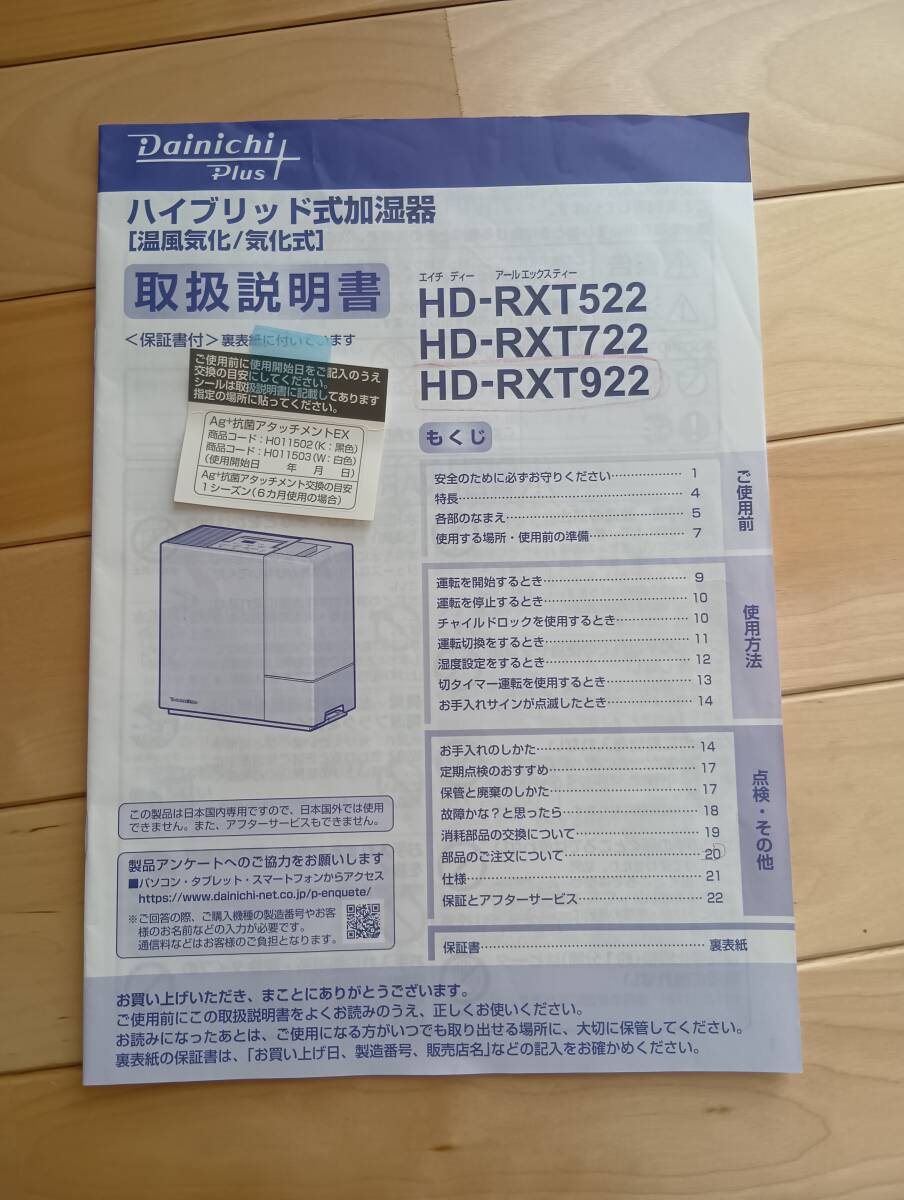 Dainichi
Plus
ハイブリッド式加湿器
[温風気化/気化式]
取扱説明書
＜保証書付＞裏表紙に付いています
エイチ ディー アールエックスティー
HD-RXT522
HD-RXT722
HD-RXT922
ご使用前に使用開始日をご記入のうえ
交換の目安にしてください。
シールは取扱説明書に記載してあります
指定の場所に貼ってください。
Ag+抗菌アタッチメントEX
商品コード：H011502（K：黒色）
商品コード：H011503（W：白色）
（使用開始日　　年　　月　　日）
Ag+抗菌アタッチメント交換の目安
1シーズン（6カ月使用の場合）
もくじ
ご使用前
安全のために必ずお守りください…………… 1
特長…………………………………………… 4
各部のなまえ………………………………… 5
使用する場所・使用前の準備……………… 7
使用方法
運転を開始するとき………………………… 9
運転を停止するとき………………………… 10
チャイルドロックを使用するとき………… 10
運転切換をするとき………………………… 11
湿度設定をするとき………………………… 12
切タイマー運転を使用するとき…………… 13
お手入れサインが点滅したとき…………… 14
点検・その他
お手入れのしかた…………………………… 14
定期点検のおすすめ………………………… 17
保管と廃棄のしかた………………………… 17
故障かな？と思ったら……………………… 18
消耗部品の交換について…………………… 19
部品のご注文について……………………… 20
仕様…………………………………………… 21
保証とアフターサービス…………………… 22
保証書………………………………………… 裏表紙
この製品は日本国内専用ですので、日本国外では使用
できません。また、アフターサービスもできません。
製品アンケートへのご協力をお願いします
■パソコン・タブレット・スマートフォンからアクセス
https://www.dainichi-net.co.jp/p-enquete/
※ご回答の際、ご購入機種の製造番号やお客
様のお名前などの入力が必要です。
通信料などはお客様のご負担となります。
お買い上げいただき、まことにありがとうございます。
ご使用前にこの取扱説明書をよくお読みのうえ、正しくお使いください。
お読みになったあとは、ご使用になる方がいつでも取り出せる場所に、大切に保管してください。
裏表紙の保証書は、「お買い上げ日、製造番号、販売店名」などの記入をお確かめください。